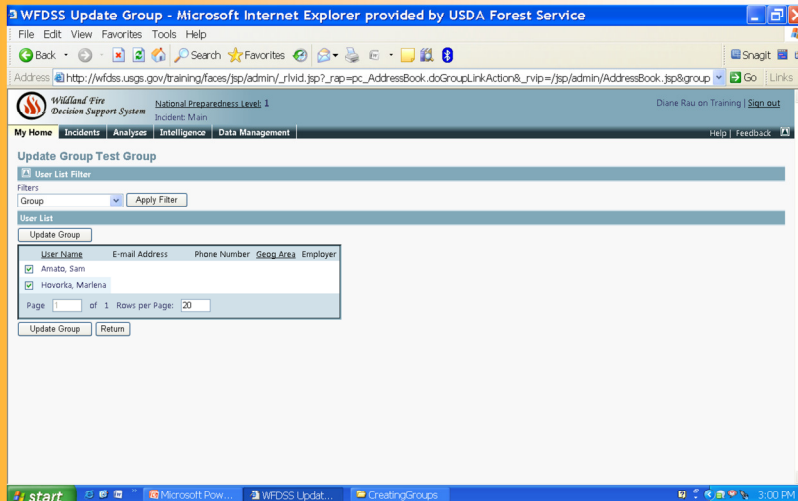 WFDSS Update Group - Microsoft Internet Explorer provided by USDA Forest Service
File Edit View Favorites Tools Help
Back Search Favorites Snagit
Address http://wfdss.usgs.gov/training/faces/jsp/admin/_rlvid.jsp?_rap=pc_AddressBook.doGroupLinkAction&_rvip=/jsp/admin/AddressBook.jsp&group Go Links
Wildland Fire
Decision Support System
National Preparedness Level: 1
Incident: Main
Diane Rau on Training | Sign out
My Home Incidents Analyses Intelligence Data Management Help | Feedback
Update Group Test Group
User List Filter
Filters
Group Apply Filter
User List
Update Group
User Name E-mail Address Phone Number Geog Area Employer
Amato, Sam
Hovorka, Marlena
Page 1 of 1 Rows per Page: 20
Update Group Return
start Microsoft Pow... WFDSS Updat... CreatingGroups 3:00 PM